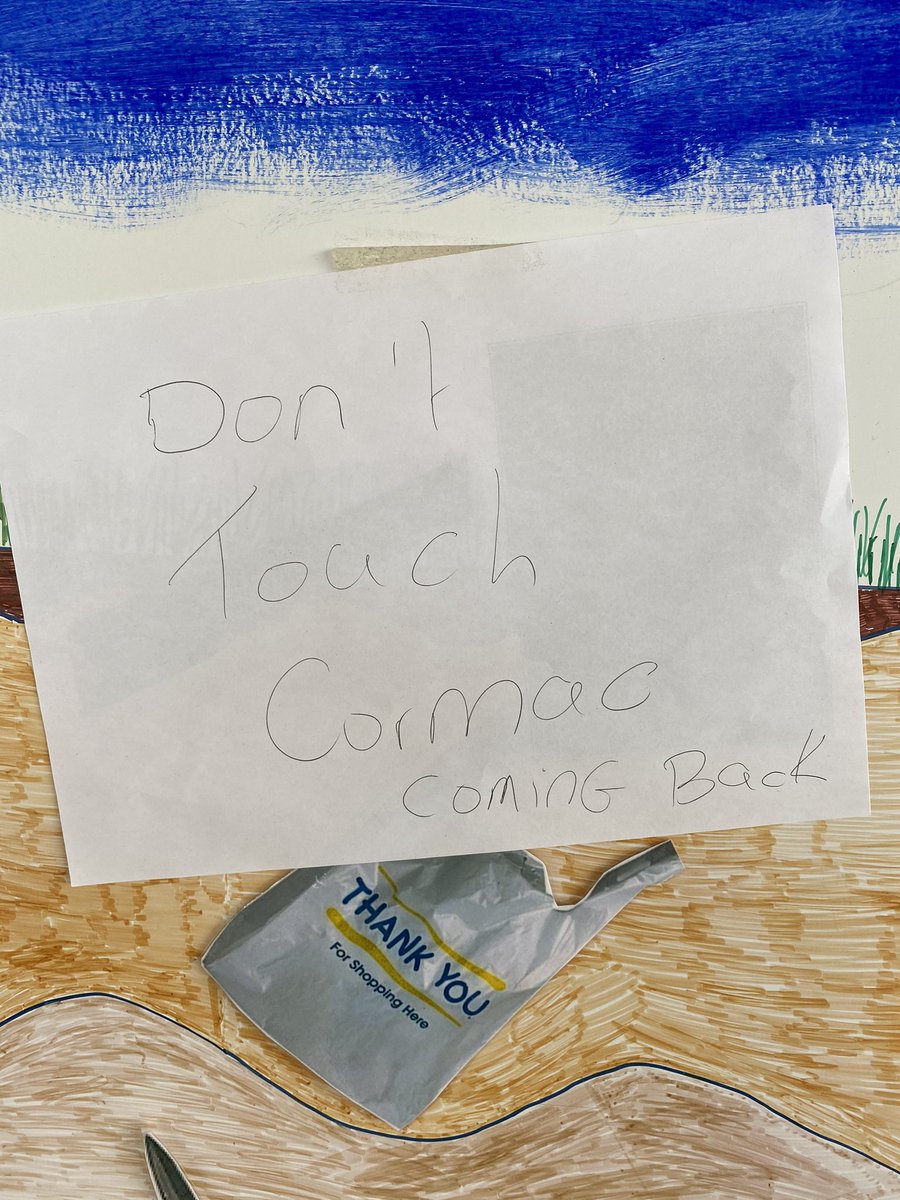 Don't
Touch
Cormac
COMING Back
THANK YOU
For Shopping Here